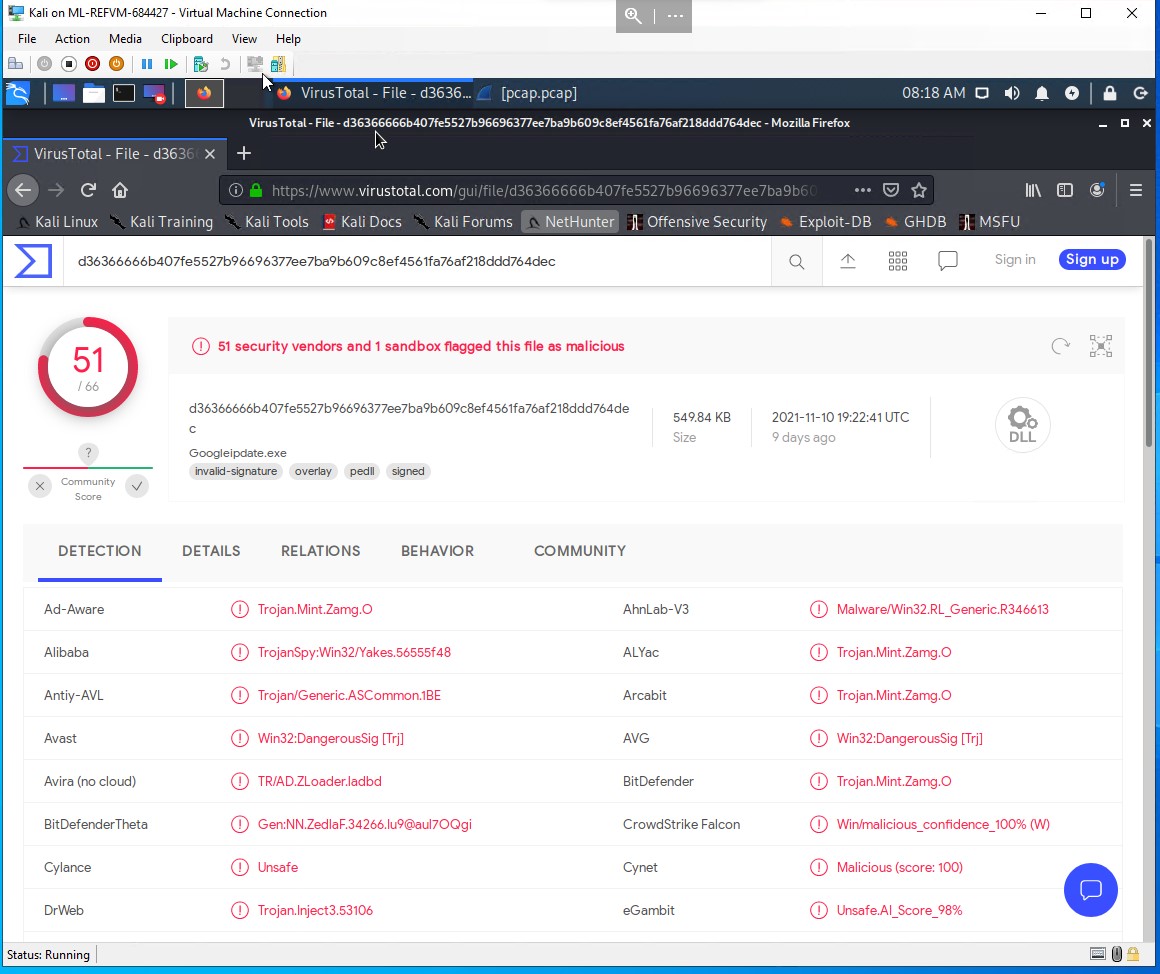 Kali on ML-REFVM-684427 - Virtual Machine Connection
File Action Media Clipboard View Help
VirusTotal - File - d3636... [pcap.pcap] 08:18 AM
VirusTotal - File - d36366666b407fe5527b96696377ee7ba9b609c8ef4561fa76af218ddd764dec - Mozilla Firefox
VirusTotal - File - d3636
https://www.virustotal.com/gui/file/d36366666b407fe5527b96696377ee7ba9b60
Kali Linux Kali Training Kali Tools Kali Docs Kali Forums NetHunter Offensive Security Exploit-DB GHDB MSFU
d36366666b407fe5527b96696377ee7ba9b609c8ef4561fa76af218ddd764dec Sign in Sign up
51
/ 66
51 security vendors and 1 sandbox flagged this file as malicious
d36366666b407fe5527b96696377ee7ba9b609c8ef4561fa76af218ddd764de
c
Googleipdate.exe
invalid-signature overlay pedll signed
549.84 KB
Size
2021-11-10 19:22:41 UTC
9 days ago
DLL
?
Community
Score
DETECTION DETAILS RELATIONS BEHAVIOR COMMUNITY
Ad-Aware Trojan.Mint.Zamg.O AhnLab-V3 Malware/Win32.RL_Generic.R346613
Alibaba TrojanSpy:Win32/Yakes.56555f48 ALYac Trojan.Mint.Zamg.O
Antiy-AVL Trojan/Generic.ASCommon.1BE Arcabit Trojan.Mint.Zamg.O
Avast Win32:DangerousSig [Trj] AVG Win32:DangerousSig [Trj]
Avira (no cloud) TR/AD.ZLoader.ladbd BitDefender Trojan.Mint.Zamg.O
BitDefenderTheta Gen:NN.ZedlaF.34266.lu9@aul7OQgi CrowdStrike Falcon Win/malicious_confidence_100% (W)
Cylance Unsafe Cynet Malicious (score: 100)
DrWeb Trojan.Inject3.53106 eGambit Unsafe.AI_Score_98%
Status: Running